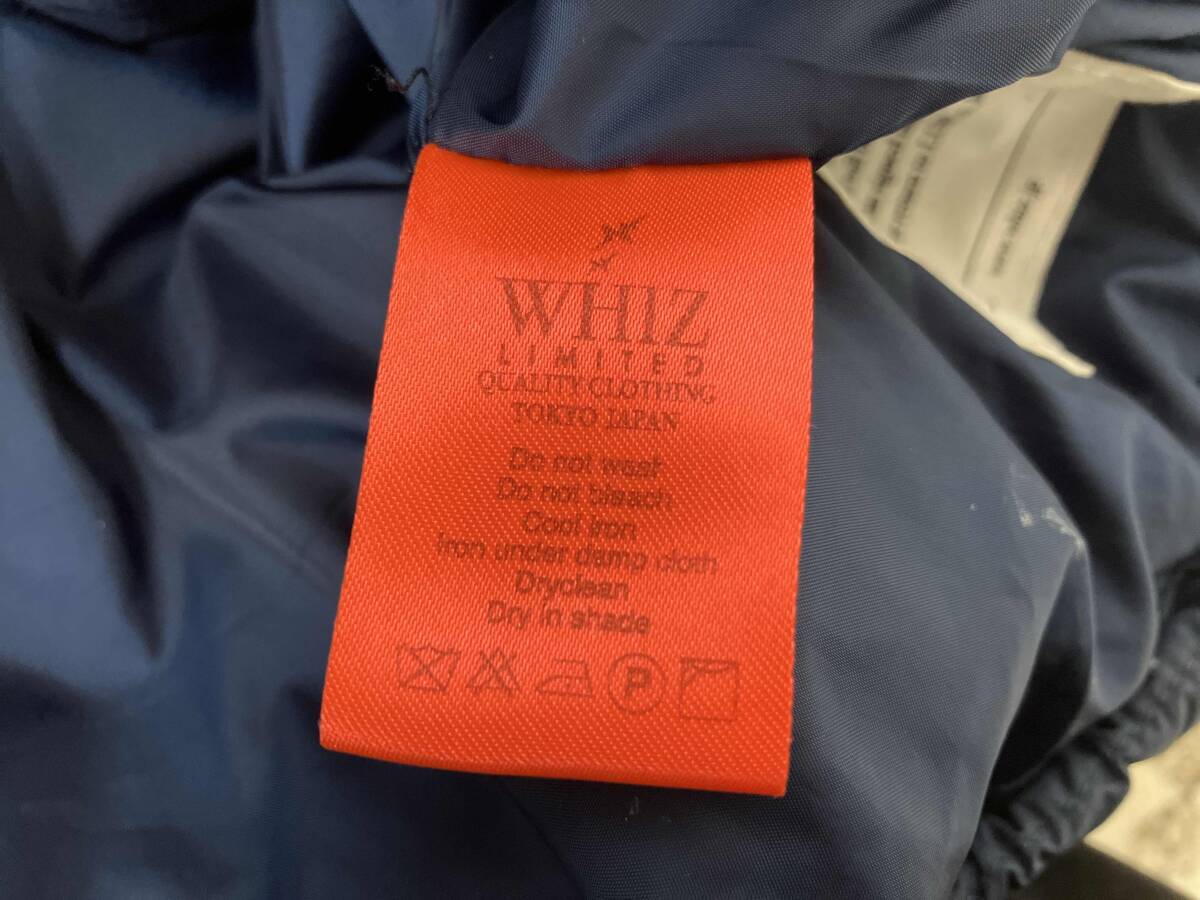 WHIZ
LIMITED
QUALITY CLOTHING
TOKYO JAPAN
Do not wash
Do not bleach
Cool iron
Iron under damp cloth
Dryclean
Dry in shade
P